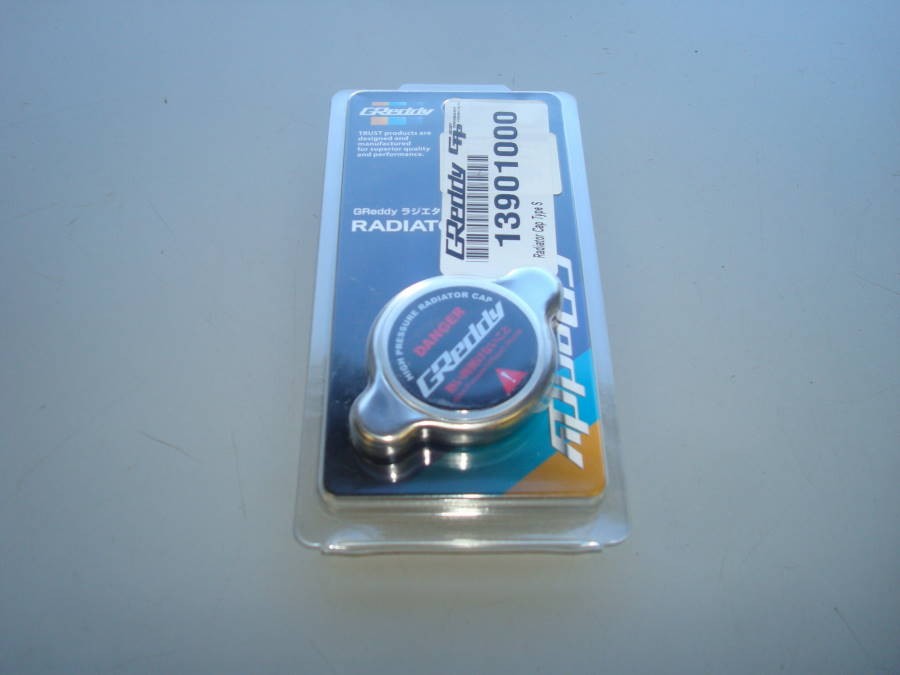 GReddy
TRUST products are
designed and
manufactured
for superior quality
and performance.
GReddy ラジエタ
RADIATO
GReddy
13901000
Radiator Cap Type S
HIGH PRESSURE RADIATOR CAP
DANGER
GReddy
GReddy